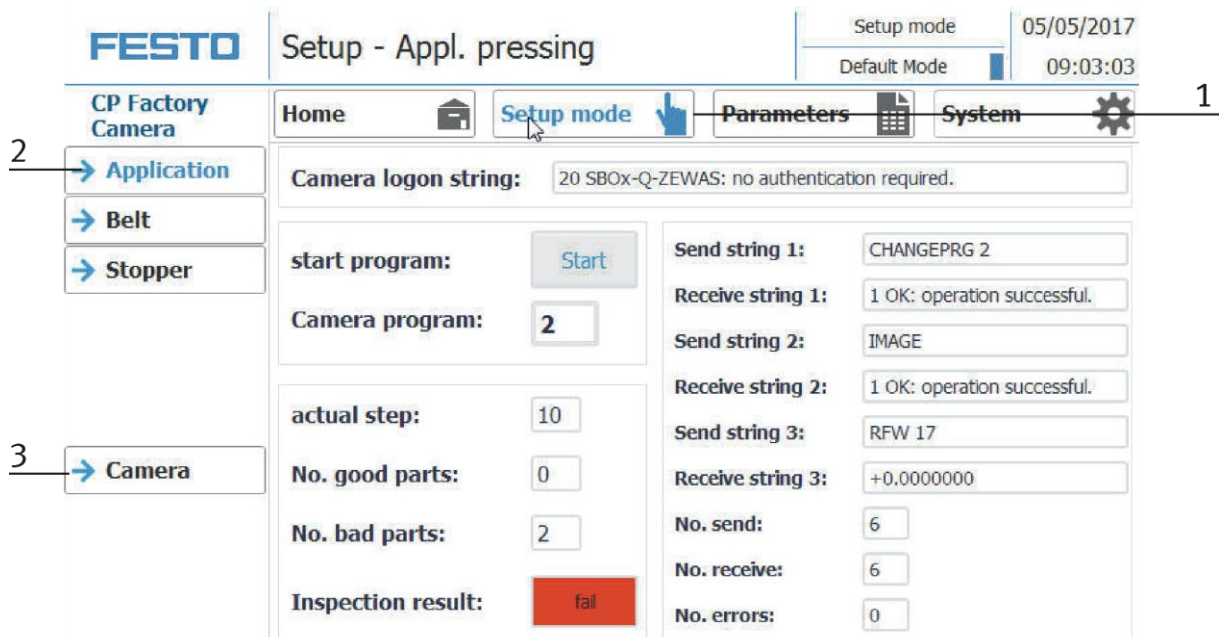 FESTO
Setup - Appl. pressing
Setup mode
Default Mode
05/05/2017
09:03:03
CP Factory
Camera
Home
Setup mode
Parameters
System
1
2
Application
Belt
Stopper
3
Camera
Camera logon string: 20 SBOx-Q-ZEWAS: no authentication required.
start program: Start
Camera program: 2
actual step: 10
No. good parts: 0
No. bad parts: 2
Inspection result: fail
Send string 1: CHANGEPRG 2
Receive string 1: 1 OK: operation successful.
Send string 2: IMAGE
Receive string 2: 1 OK: operation successful.
Send string 3: RFW 17
Receive string 3: +0.0000000
No. send: 6
No. receive: 6
No. errors: 0